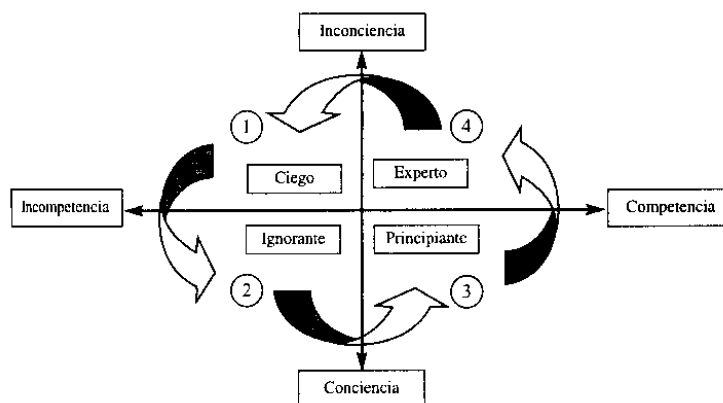 Inconciencia
1
4
Ciego
Experto
Incompetencia
Competencia
Ignorante
Principiante
2
3
Conciencia